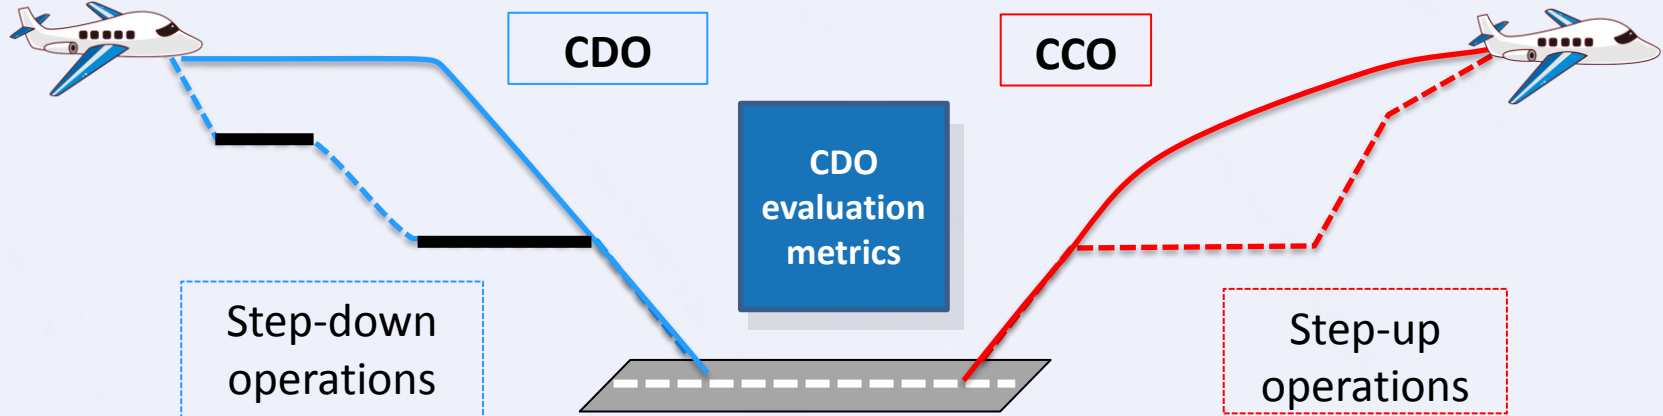 CDO
CCO
CDO
evaluation
metrics
Step-down
operations
Step-up
operations